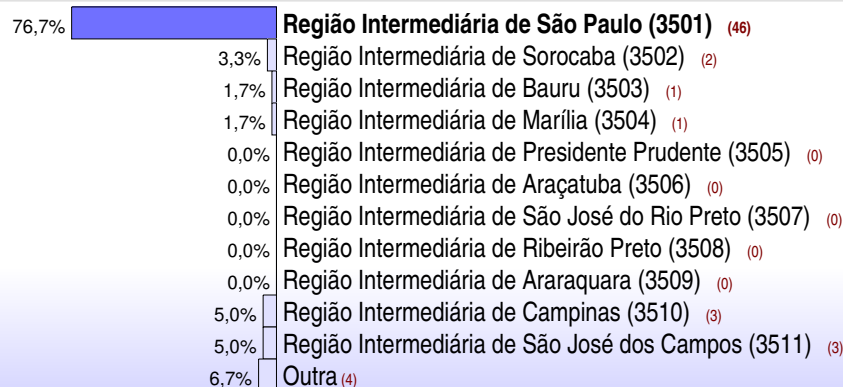 76,7% Região Intermediária de São Paulo (3501) (46)
3,3% Região Intermediária de Sorocaba (3502) (2)
1,7% Região Intermediária de Bauru (3503) (1)
1,7% Região Intermediária de Marília (3504) (1)
0,0% Região Intermediária de Presidente Prudente (3505) (0)
0,0% Região Intermediária de Araçatuba (3506) (0)
0,0% Região Intermediária de São José do Rio Preto (3507) (0)
0,0% Região Intermediária de Ribeirão Preto (3508) (0)
0,0% Região Intermediária de Araraquara (3509) (0)
5,0% Região Intermediária de Campinas (3510) (3)
5,0% Região Intermediária de São José dos Campos (3511) (3)
6,7% Outra (4)